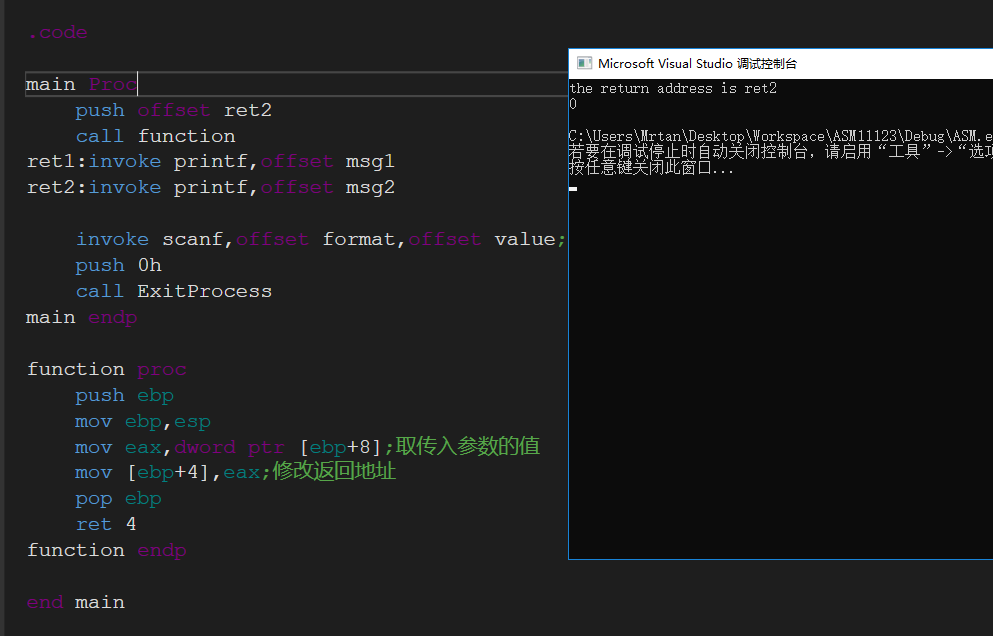 .code
main Proc
push offset ret2
call function
ret1:invoke printf,offset msg1
ret2:invoke printf,offset msg2
invoke scanf,offset format,offset value;
push 0h
call ExitProcess
main endp
function proc
push ebp
mov ebp,esp
mov eax,dword ptr [ebp+8];取传入参数的值
mov [ebp+4],eax;修改返回地址
pop ebp
ret 4
function endp
end main
Microsoft Visual Studio 调试控制台
the return address is ret2
0
C:\Users\Mrtan\Desktop\Workspace\ASM11123\Debug\ASM.e
若要在调试停止时自动关闭控制台，请启用“工具”->“选项
按任意键关闭此窗口...